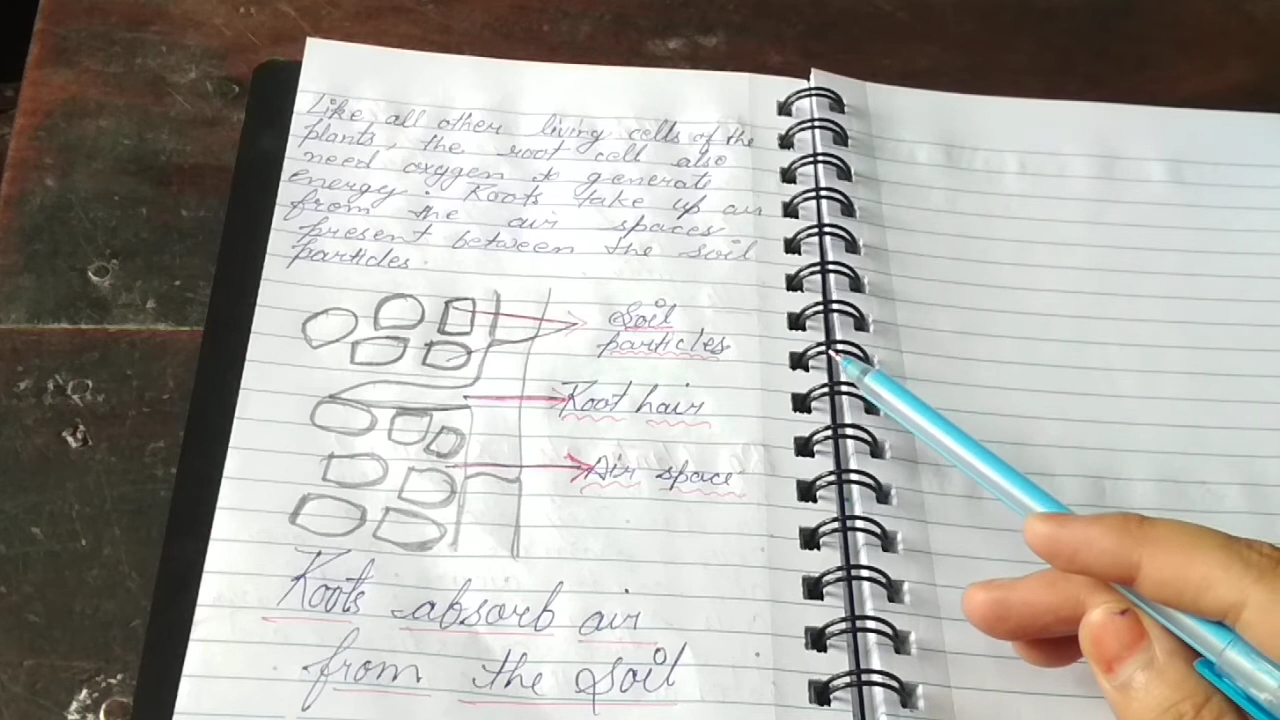 Like all other living cells of the
plants, the root cell also
need oxygen to generate
energy. Roots take up air
from the air spaces
present between the soil
particles.
Soil
particles
Root hair
Air space
Roots absorb air
from the Soil